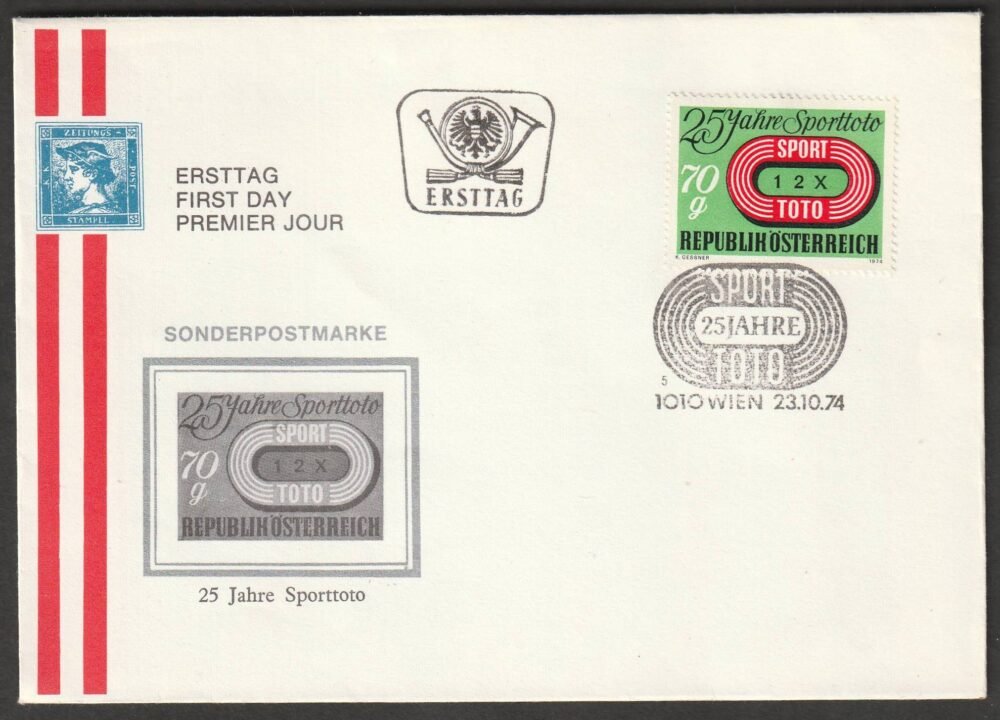 ZEITUNGS-
K.K.
POST-
STAMPEL
ERSTTAG
FIRST DAY
PREMIER JOUR
ERSTTAG
25 Jahre Sporttoto
SPORT
70
g
1 2 X
TOTO
REPUBLIK ÖSTERREICH
K. GESSNER 1974
SPORT
25 JAHRE
TOTO
5
1010 WIEN 23.10.74
SONDERPOSTMARKE
25 Jahre Sporttoto
SPORT
70
g
1 2 X
TOTO
REPUBLIK ÖSTERREICH
25 Jahre Sporttoto